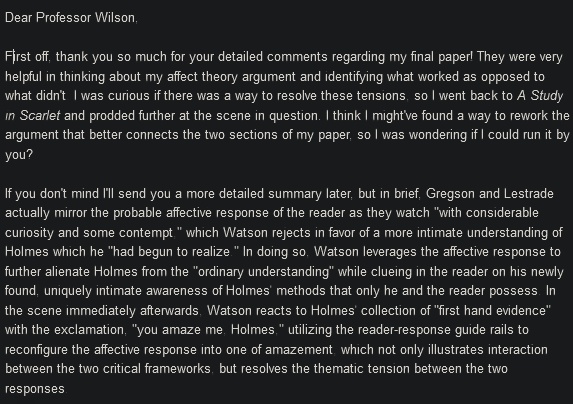 Dear Professor Wilson,
First off, thank you so much for your detailed comments regarding my final paper! They were very
helpful in thinking about my affect theory argument and identifying what worked as opposed to
what didn't. I was curious if there was a way to resolve these tensions, so I went back to A Study
in Scarlet and prodded further at the scene in question. I think I might've found a way to rework the
argument that better connects the two sections of my paper, so I was wondering if I could run it by
you?
If you don't mind I'll send you a more detailed summary later, but in brief, Gregson and Lestrade
actually mirror the probable affective response of the reader as they watch "with considerable
curiosity and some contempt," which Watson rejects in favor of a more intimate understanding of
Holmes which he "had begun to realize." In doing so, Watson leverages the affective response to
further alienate Holmes from the "ordinary understanding" while clueing in the reader on his newly
found, uniquely intimate awareness of Holmes' methods that only he and the reader possess. In
the scene immediately afterwards, Watson reacts to Holmes' collection of "first hand evidence"
with the exclamation, "you amaze me, Holmes," utilizing the reader-response guide rails to
reconfigure the affective response into one of amazement, which not only illustrates interaction
between the two critical frameworks, but resolves the thematic tension between the two
responses.